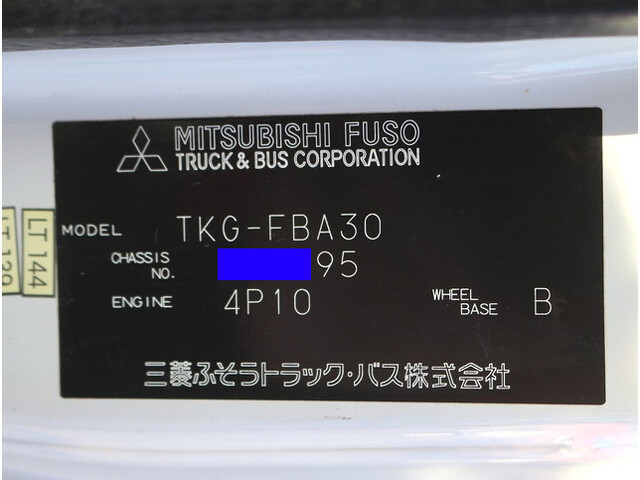 MITSUBISHI FUSO
TRUCK & BUS CORPORATION
MODEL TKG-FBA30
CHASSIS NO. 95
ENGINE 4P10 WHEEL BASE B
三菱ふそうトラック・バス株式会社
LT 144
LT 129